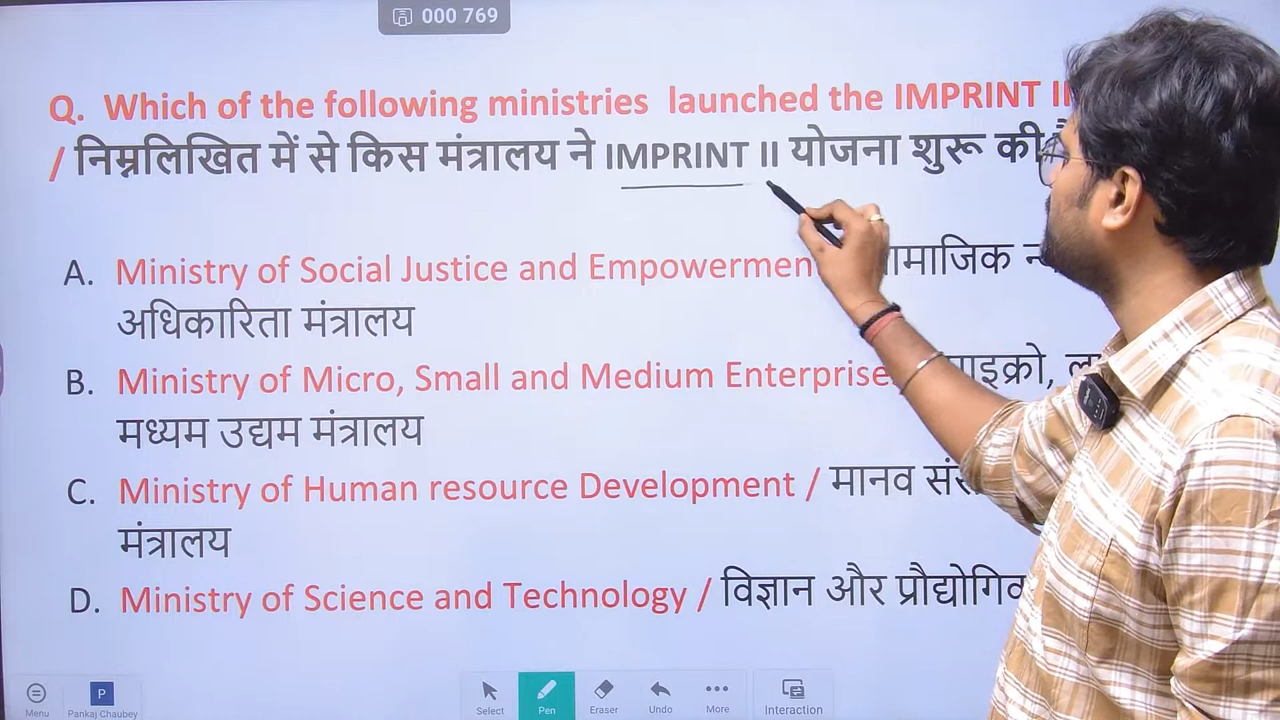 000 769
Q. Which of the following ministries launched the IMPRINT II
/ निम्नलिखित में से किस मंत्रालय ने IMPRINT II योजना शुरू की
A. Ministry of Social Justice and
अधिकारिता मंत्रालय
B. Ministry of Micro, Small and Medium
मध्यम उद्यम मंत्रालय
C. Ministry of Human resource Development / मानव
मंत्रालय
D. Ministry of Science and Technology / विज्ञान और
Menu
Pankaj Chaubey
Select
Pen
Eraser
Undo
More
Interaction